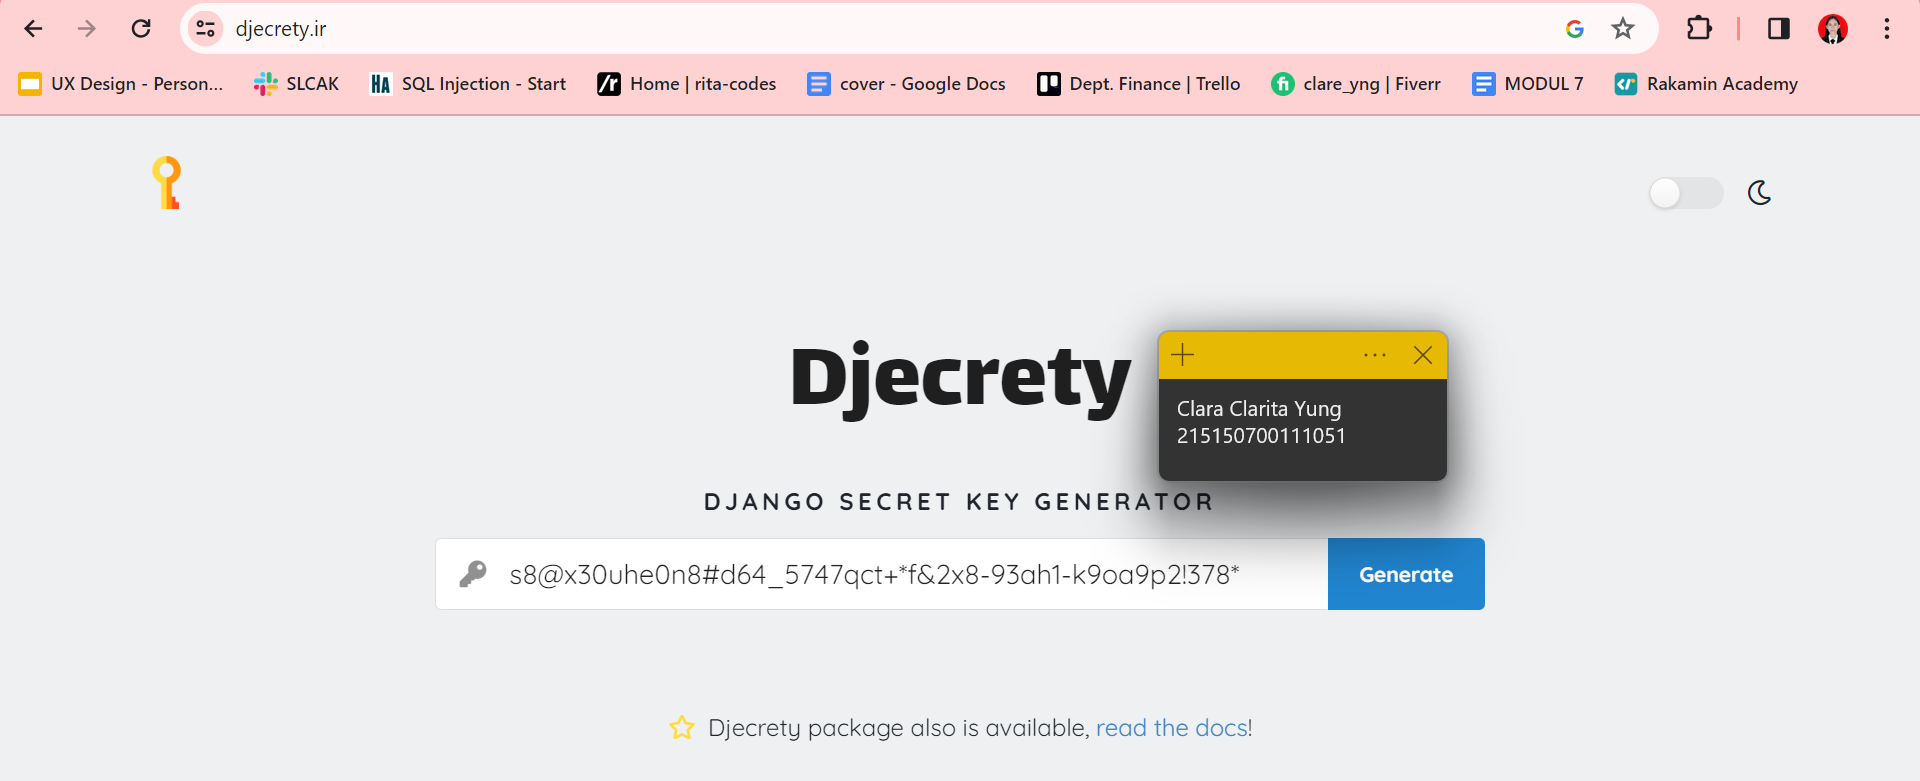 djecrety.ir
UX Design - Person...
SLCAK
HA
SQL Injection - Start
/r
Home | rita-codes
cover - Google Docs
Dept. Finance | Trello
fi
clare_yng | Fiverr
MODUL 7
Rakamin Academy
Djecrety
Clara Clarita Yung
215150700111051
DJANGO SECRET KEY GENERATOR
s8@x30uhe0n8#d64_5747qct+*f&2x8-93ah1-k9oa9p2!378*
Generate
Djecrety package also is available, read the docs!